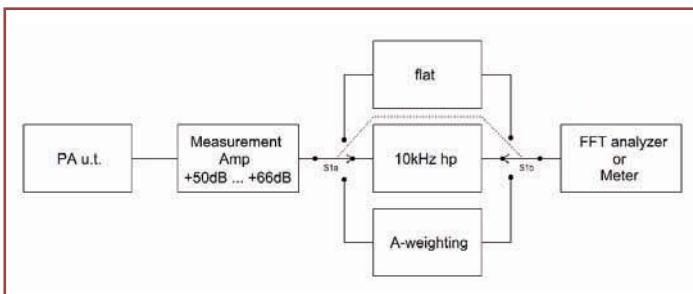 flat
PA u.t.
Measurement
Amp
+50dB ... +66dB
S1a
10kHz hp
S1b
FFT analyzer
or
Meter
A-weighting